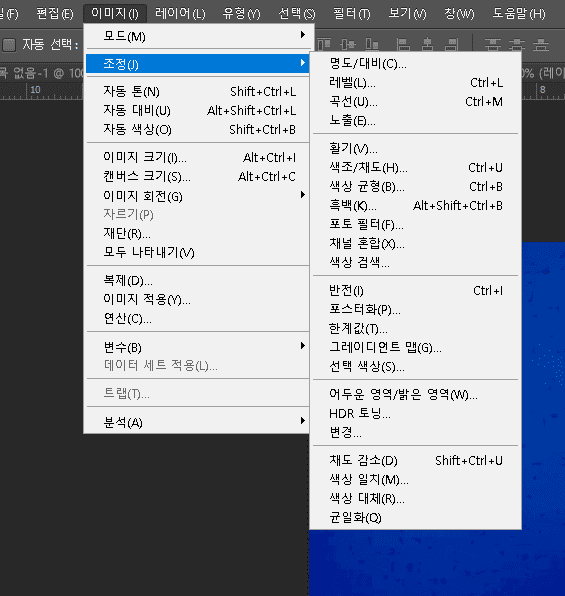 편집(E) 이미지(I) 레이어(L) 유형(Y) 선택(S) 필터(T) 보기(V) 창(W) 도움말(H)
자동 선택:
모드(M)
조정(J)
자동 톤(N) Shift+Ctrl+L
자동 대비(U) Alt+Shift+Ctrl+L
자동 색상(O) Shift+Ctrl+B
이미지 크기(I)... Alt+Ctrl+I
캔버스 크기(S)... Alt+Ctrl+C
이미지 회전(G)
자르기(P)
재단(R)...
모두 나타내기(V)
복제(D)...
이미지 적용(Y)...
연산(C)...
변수(B)
데이터 세트 적용(L)...
트랩(T)...
분석(A)
명도/대비(C)...
레벨(L)... Ctrl+L
곡선(U)... Ctrl+M
노출(E)...
활기(V)...
색조/채도(H)... Ctrl+U
색상 균형(B)... Ctrl+B
흑백(K)... Alt+Shift+Ctrl+B
포토 필터(F)...
채널 혼합(X)...
색상 검색...
반전(I) Ctrl+I
포스터화(P)...
한계값(T)...
그레이디언트 맵(G)...
선택 색상(S)...
어두운 영역/밝은 영역(W)...
HDR 토닝...
변경...
채도 감소(D) Shift+Ctrl+U
색상 일치(M)...
색상 대체(R)...
균일화(Q)
없음-1 @ 100
0% (레이
10
8